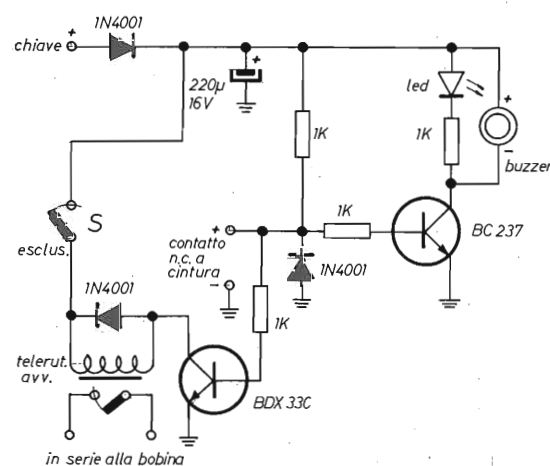 1N4001
chiave
+
+
220µ
16V
led
1K
1K
+
-
buzzer
S
esclus.
+
contatto
n.c. a
cintura
-
1K
BC 237
1N4001
1N4001
1K
telerut.
avv.
BDX 33C
in serie alla bobina